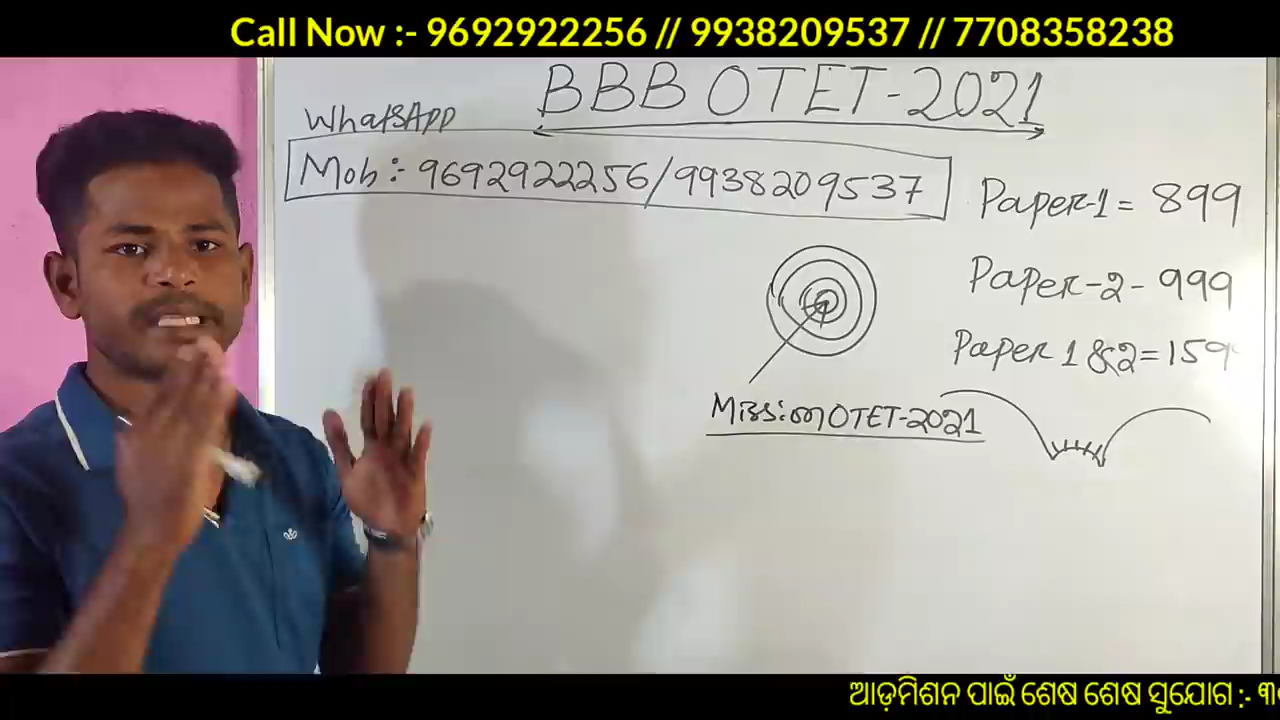 Call Now :- 9692922256 // 9938209537 // 7708358238
BBB OTET-2021
WhatsAPP
Mob:- 9692922256/9938209537
Paper-1 = 899
Paper-2 - 999
Paper 1 & 2 = 159
OTET-2021
ଆଡ଼ମିଶନ ପାଇଁ ଶେଷ ଶେଷ ସୁଯୋଗ :-